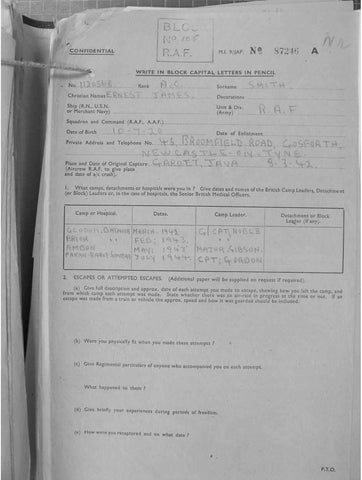 BLOC
No 108
R.A.F.
CONFIDENTIAL
M.I. 9/JAP. No 87246 A
WRITE IN BLOCK CAPITAL LETTERS IN PENCIL
No. Rank A.C. Surname SMITH.
Christian Names ERNEST JAMES. Decorations
Ship (R.N., U.S.N. or Merchant Navy) Unit & Div. (Army) R.A.F
Squadron and Command (R.A.F., A.A.F.)
Date of Birth 10-7-20 Date of Enlistment
Private Address and Telephone No. 45, BROOMFIELD ROAD, GOSFORTH,
NEWCASTLE-ON-TYNE
Place and Date of Original Capture GAROET, JAVA 8.3.42.
(Aircrew R.A.F. to give place
and date of a/c crash).
1. What camps, detachments or hospitals were you in? Give dates and names of the British Camp Leaders, Detachment
(or Block) Leaders or, in the case of hospitals, the Senior British Medical Officers.
Camp or Hospital. Dates. Camp Leader. Detachment or Block Leader (if any).
GLODOK, BATAVIA MARCH. 1942 G/CPT, NOBLE
PRIOK " FEB; 1943. "
AMBON MAY 1943 MAJOR GIBSON.
JULY 1944 CPT; GORDON
2. ESCAPES OR ATTEMPTED ESCAPES. (Additional paper will be supplied on request if required).
(a) Give full description and approx. date of each attempt you made to escape, showing how you left the camp, and
from which camp each attempt was made. State whether there was an air-raid in progress at the time or not. If an
escape was made from a train or vehicle the approx. speed and how it was guarded should be included.
(b) Were you physically fit when you made these attempts?
(c) Give Regimental particulars of anyone who accompanied you on each attempt.
What happened to them?
(d) Give briefly your experiences during periods of freedom.
(e) How were you recaptured and on what date?
P.T.O.